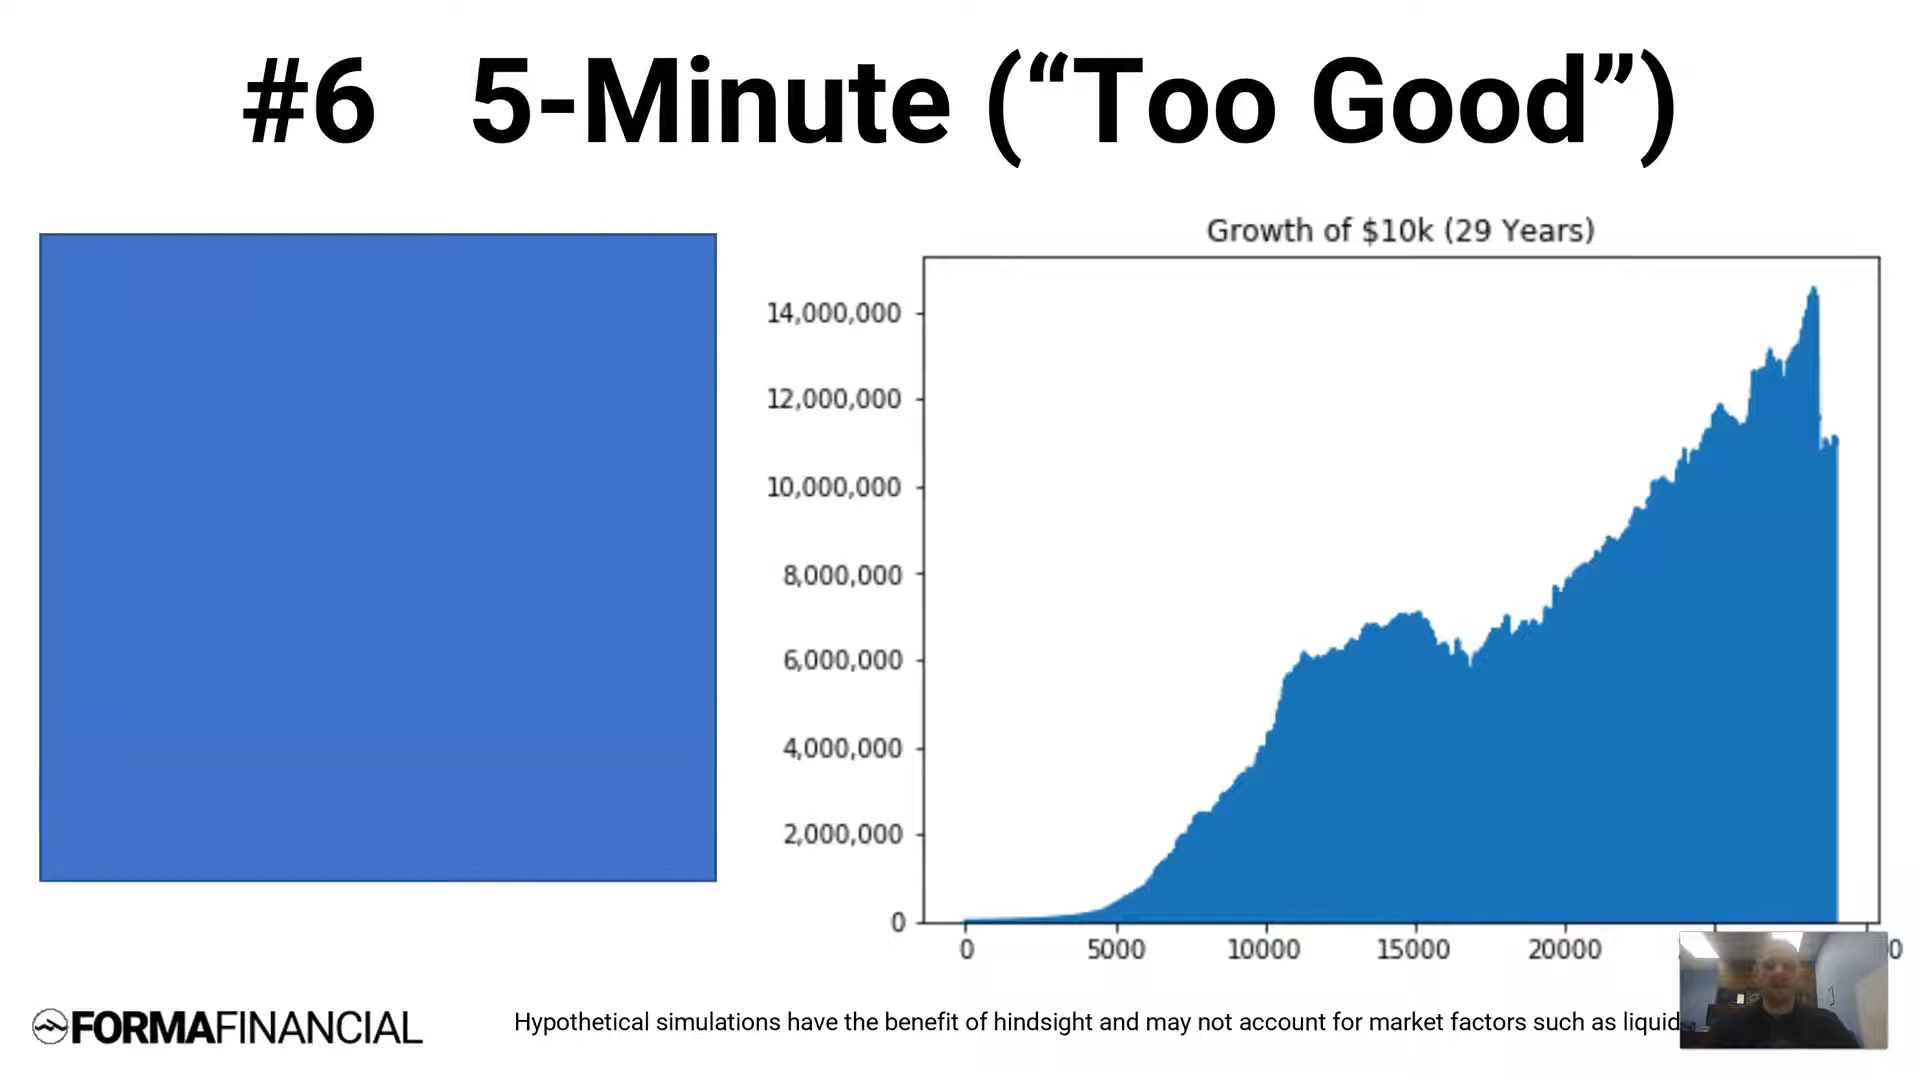 #6 5-Minute (“Too Good”)
Growth of $10k (29 Years)
14,000,000
12,000,000
10,000,000
8,000,000
6,000,000
4,000,000
2,000,000
0
0 5000 10000 15000 20000
FORMAFINANCIAL
Hypothetical simulations have the benefit of hindsight and may not account for market factors such as